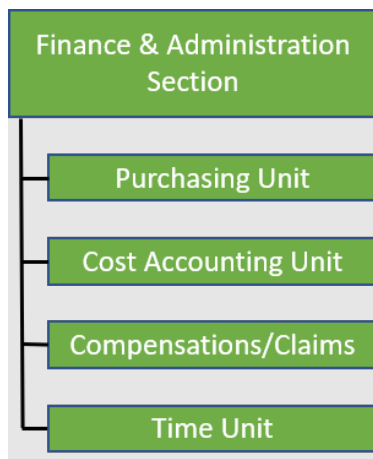 Finance & Administration
Section
Purchasing Unit
Cost Accounting Unit
Compensations/Claims
Time Unit